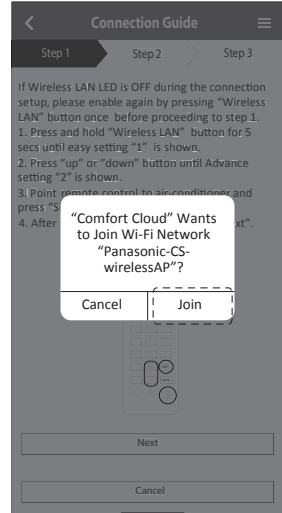 Connection Guide
Step 1
Step 2
Step 3
If Wireless LAN LED is OFF during the connection
setup, please enable again by pressing “Wireless
LAN” button once before proceeding to step 1.
1. Press and hold “Wireless LAN” button for 5
secs until easy setting “1” is shown.
2. Press “up” or “down” button until Advance
setting “2” is shown.
3. Point remote control to air-conditioner and
press “S
4. After
xt”.
“Comfort Cloud” Wants
to Join Wi-Fi Network
“Panasonic-CS-
wirelessAP”?
Cancel
Join
Next
Cancel